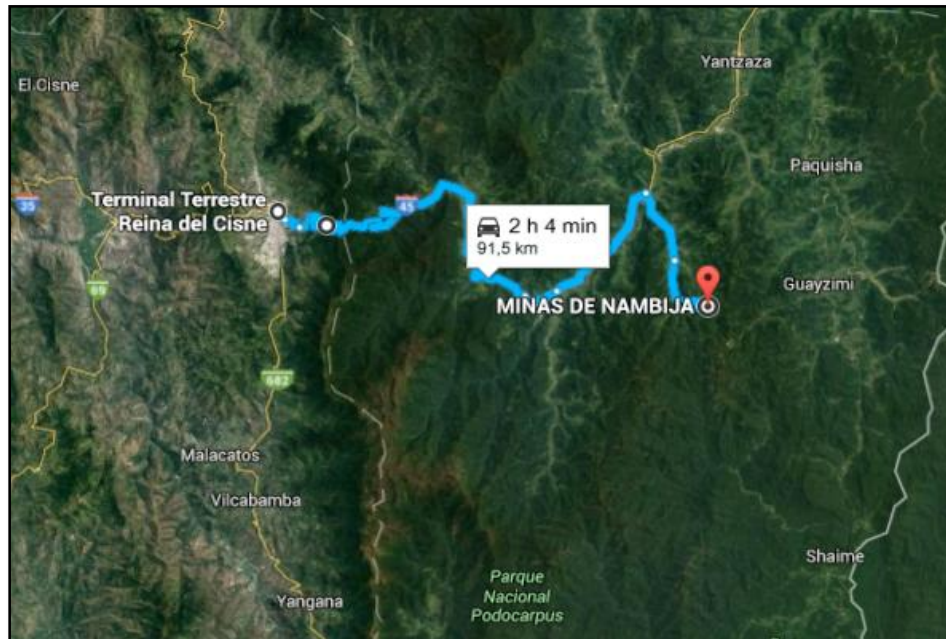 Yantzaza
El Cisne
Paquisha
Terminal Terrestre
Reina del Cisne
35
45
2 h 4 min
91,5 km
69
Guayzimi
MINAS DE NAMBIJA
682
Malacatos
Vilcabamba
Shaime
Parque
Nacional
Podocarpus
Yangana